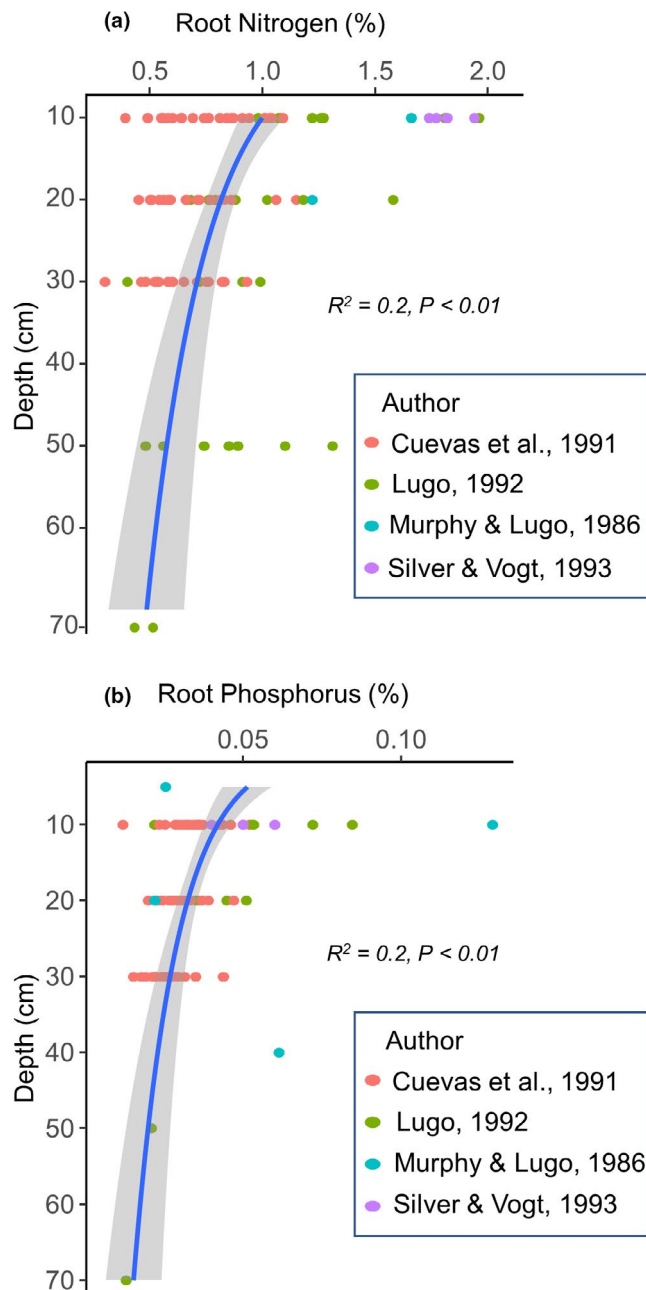 (a) Root Nitrogen (%)
0.5 1.0 1.5 2.0
Depth (cm)
10
20
30
40
50
60
70
R² = 0.2, P < 0.01
Author
Cuevas et al., 1991
Lugo, 1992
Murphy & Lugo, 1986
Silver & Vogt, 1993
(b) Root Phosphorus (%)
0.05 0.10
Depth (cm)
10
20
30
40
50
60
70
R² = 0.2, P < 0.01
Author
Cuevas et al., 1991
Lugo, 1992
Murphy & Lugo, 1986
Silver & Vogt, 1993